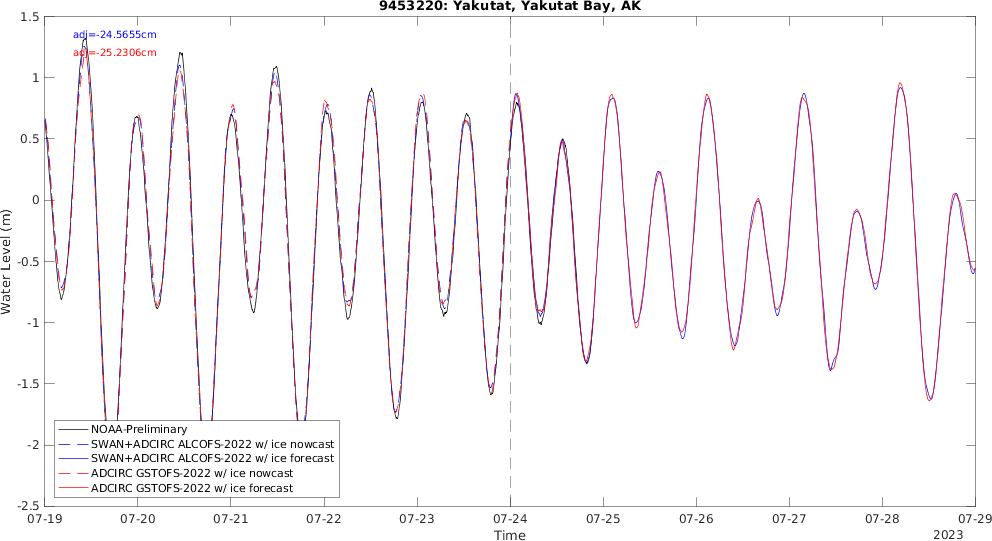 9453220: Yakutat, Yakutat Bay, AK
1.5
1
0.5
0
-0.5
-1
-1.5
-2
-2.5
Water Level (m)
adj=-24.5655cm
adj=-25.2306cm
NOAA-Preliminary
SWAN+ADCIRC ALCOFS-2022 w/ ice nowcast
SWAN+ADCIRC ALCOFS-2022 w/ ice forecast
ADCIRC GSTOFS-2022 w/ ice nowcast
ADCIRC GSTOFS-2022 w/ ice forecast
07-19 07-20 07-21 07-22 07-23 07-24 07-25 07-26 07-27 07-28 07-29
Time
2023